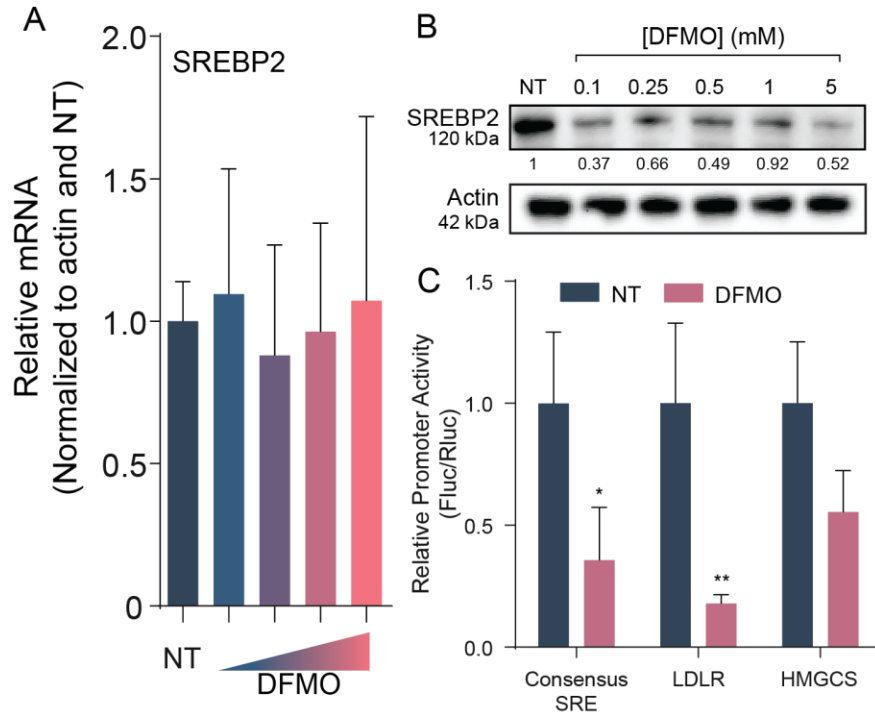 A
SREBP2
Relative mRNA
(Normalized to actin and NT)
2.0
1.5
1.0
0.5
0
NT
DFMO
B
[DFMO] (mM)
NT 0.1 0.25 0.5 1 5
SREBP2
120 kDa
1 0.37 0.66 0.49 0.92 0.52
Actin
42 kDa
C
NT DFMO
Relative Promoter Activity
(Fluc/Rluc)
1.5
1.0
0.5
0.0
*
**
Consensus
SRE
LDLR
HMGCS